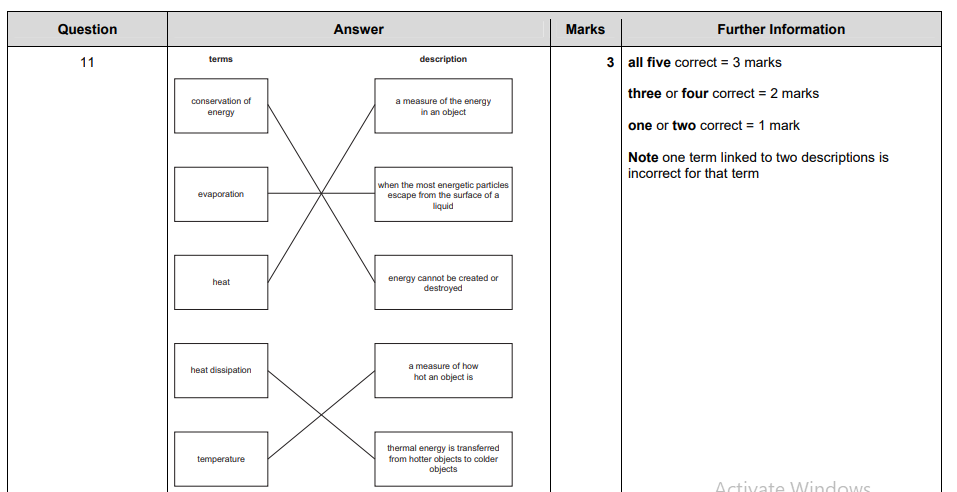 Question Answer Marks Further Information
11 terms description 3 all five correct = 3 marks
conservation of
energy
a measure of the energy
in an object
three or four correct = 2 marks
one or two correct = 1 mark
Note one term linked to two descriptions is
incorrect for that term
evaporation
when the most energetic particles
escape from the surface of a
liquid
heat
energy cannot be created or
destroyed
heat dissipation
a measure of how
hot an object is
temperature
thermal energy is transferred
from hotter objects to colder
objects
Activate Windows